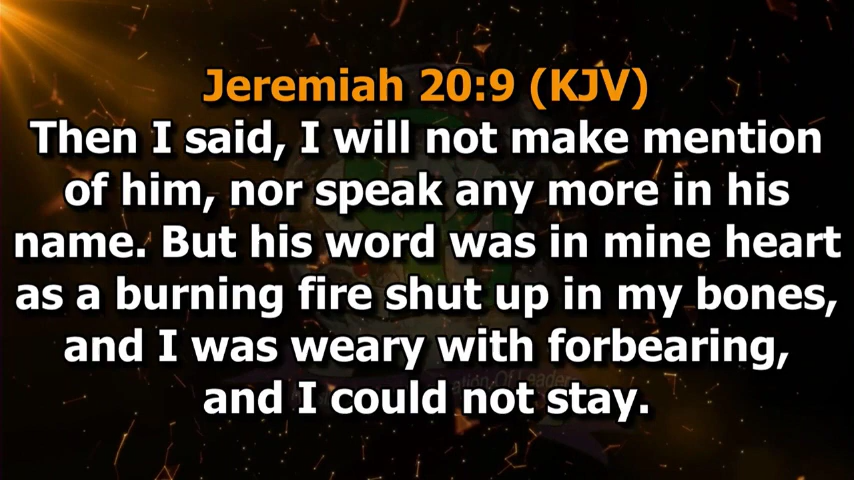 Jeremiah 20:9 (KJV)
Then I said, I will not make mention
of him, nor speak any more in his
name. But his word was in mine heart
as a burning fire shut up in my bones,
and I was weary with forbearing,
and I could not stay.